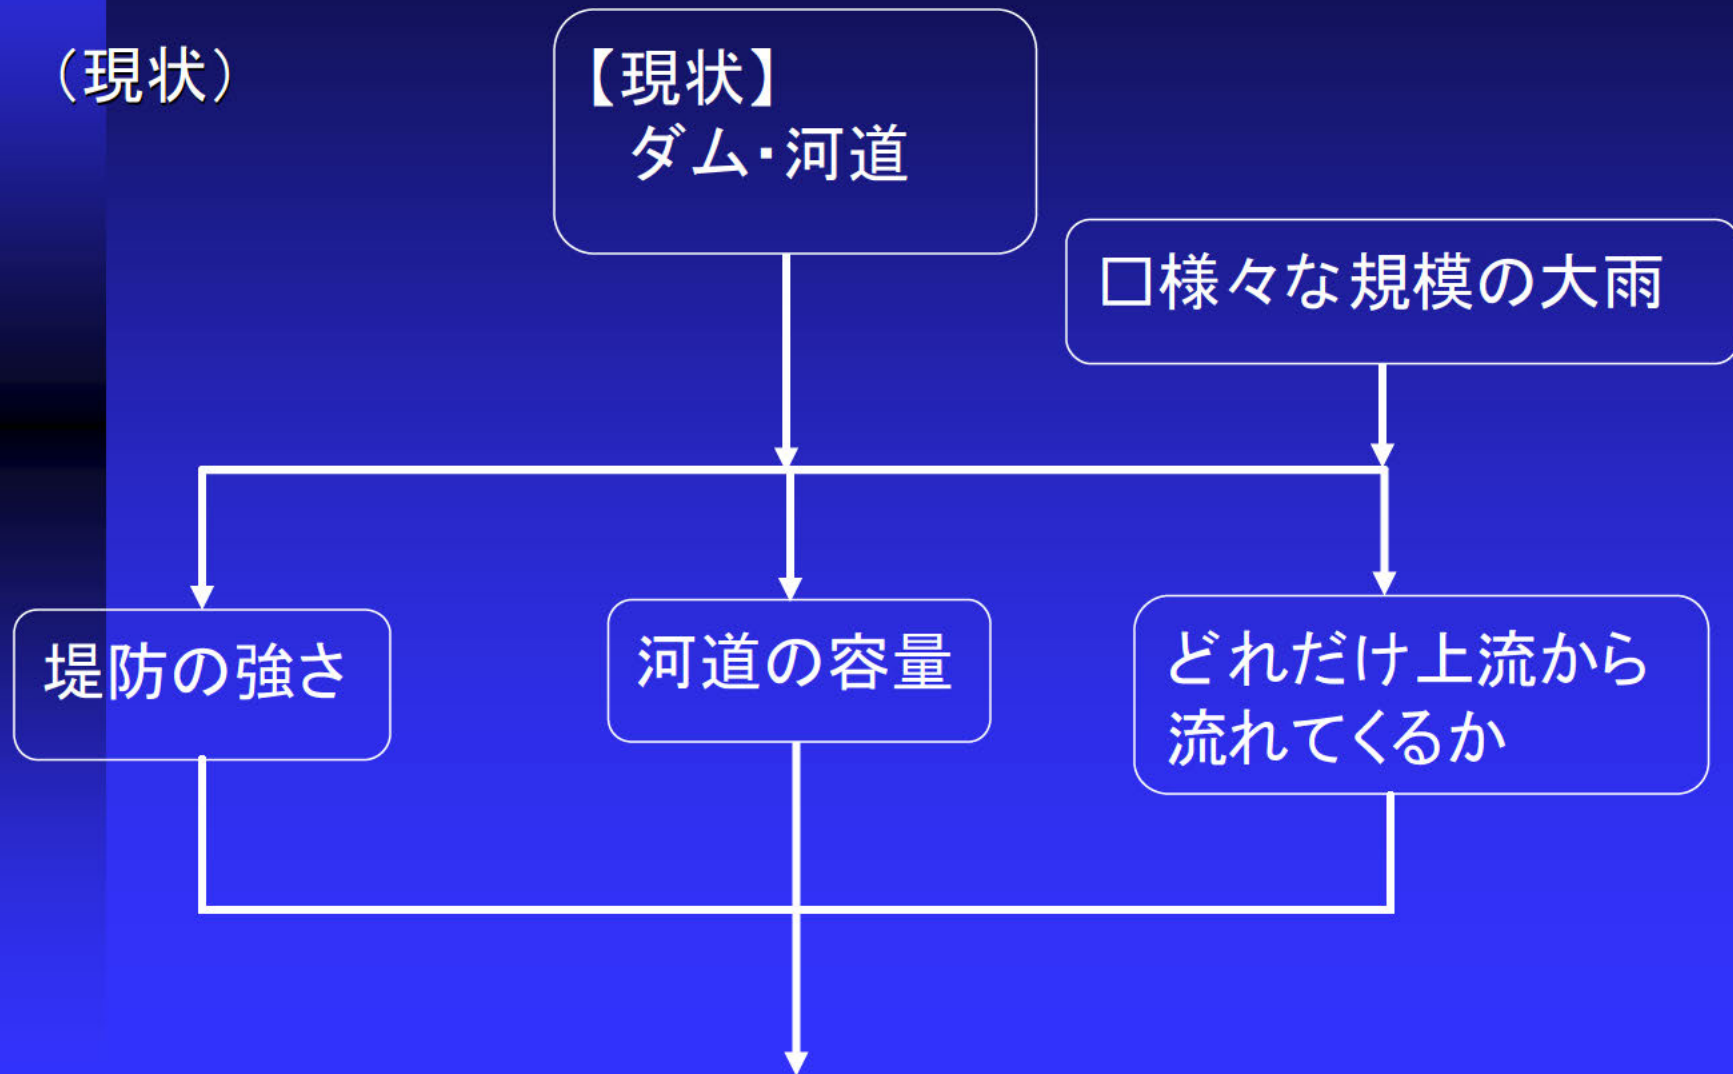 （現状）
【現状】
ダム・河道
□様々な規模の大雨
堤防の強さ
河道の容量
どれだけ上流から
流れてくるか